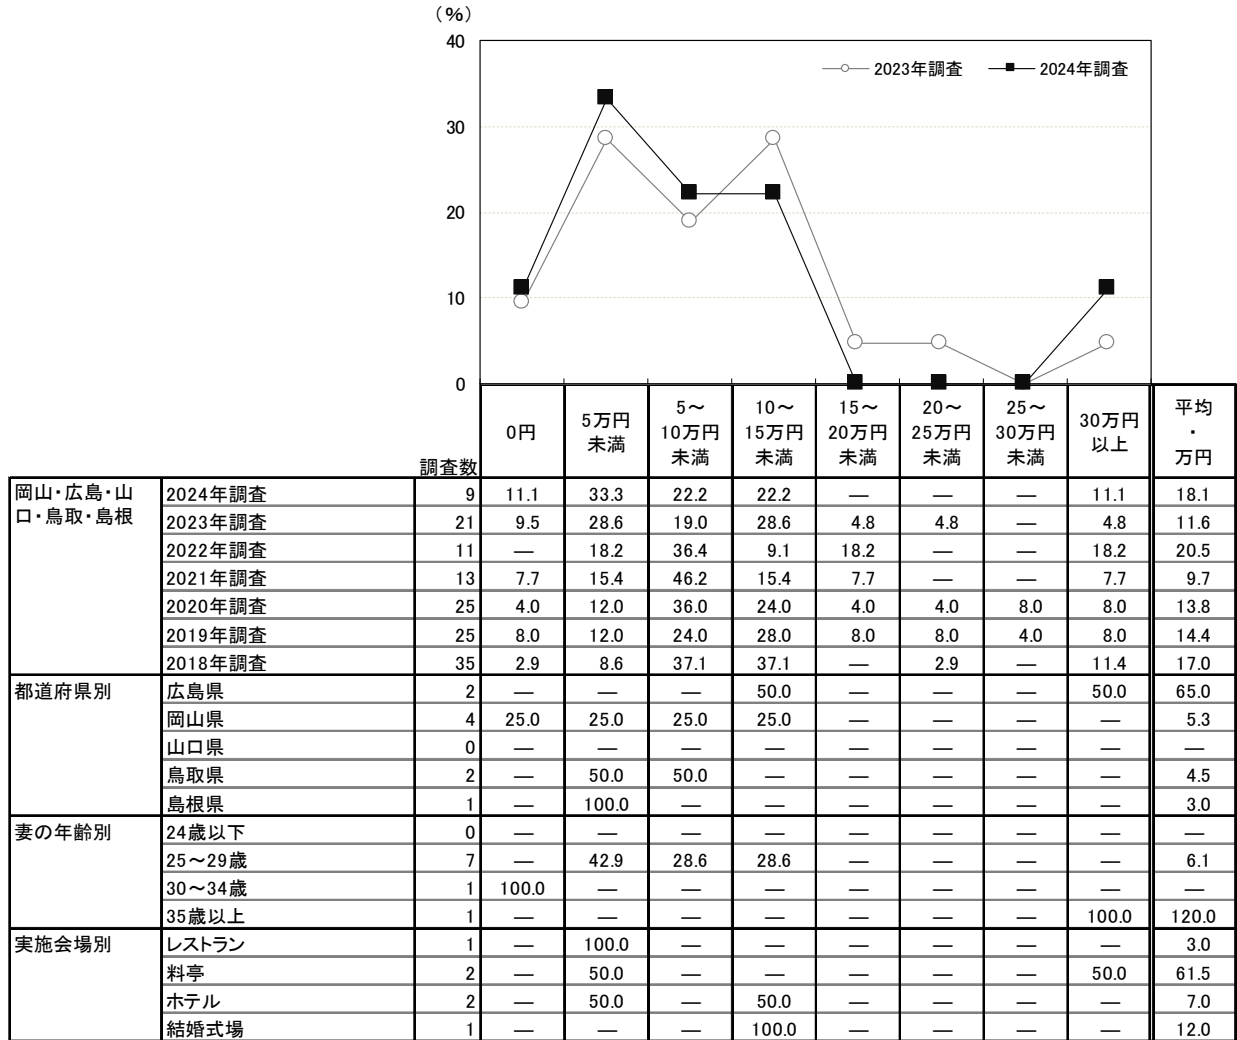 （%）
40
30
20
10
0
2023年調査 2024年調査
調査数 0円 5万円未満 5～10万円未満 10～15万円未満 15～20万円未満 20～25万円未満 25～30万円未満 30万円以上 平均・万円
岡山・広島・山口・鳥取・島根 2024年調査 9 11.1 33.3 22.2 22.2 ― ― ― 11.1 18.1
2023年調査 21 9.5 28.6 19.0 28.6 4.8 4.8 ― 4.8 11.6
2022年調査 11 ― 18.2 36.4 9.1 18.2 ― ― 18.2 20.5
2021年調査 13 7.7 15.4 46.2 15.4 7.7 ― ― 7.7 9.7
2020年調査 25 4.0 12.0 36.0 24.0 4.0 4.0 8.0 8.0 13.8
2019年調査 25 8.0 12.0 24.0 28.0 8.0 8.0 4.0 8.0 14.4
2018年調査 35 2.9 8.6 37.1 37.1 ― 2.9 ― 11.4 17.0
都道府県別 広島県 2 ― ― ― 50.0 ― ― ― 50.0 65.0
岡山県 4 25.0 25.0 25.0 25.0 ― ― ― ― 5.3
山口県 0 ― ― ― ― ― ― ― ― ―
鳥取県 2 ― 50.0 50.0 ― ― ― ― ― 4.5
島根県 1 ― 100.0 ― ― ― ― ― ― 3.0
妻の年齢別 24歳以下 0 ― ― ― ― ― ― ― ― ―
25～29歳 7 ― 42.9 28.6 28.6 ― ― ― ― 6.1
30～34歳 1 100.0 ― ― ― ― ― ― ― ―
35歳以上 1 ― ― ― ― ― ― ― 100.0 120.0
実施会場別 レストラン 1 ― 100.0 ― ― ― ― ― ― 3.0
料亭 2 ― 50.0 ― ― ― ― ― 50.0 61.5
ホテル 2 ― 50.0 ― 50.0 ― ― ― ― 7.0
結婚式場 1 ― ― ― 100.0 ― ― ― ― 12.0